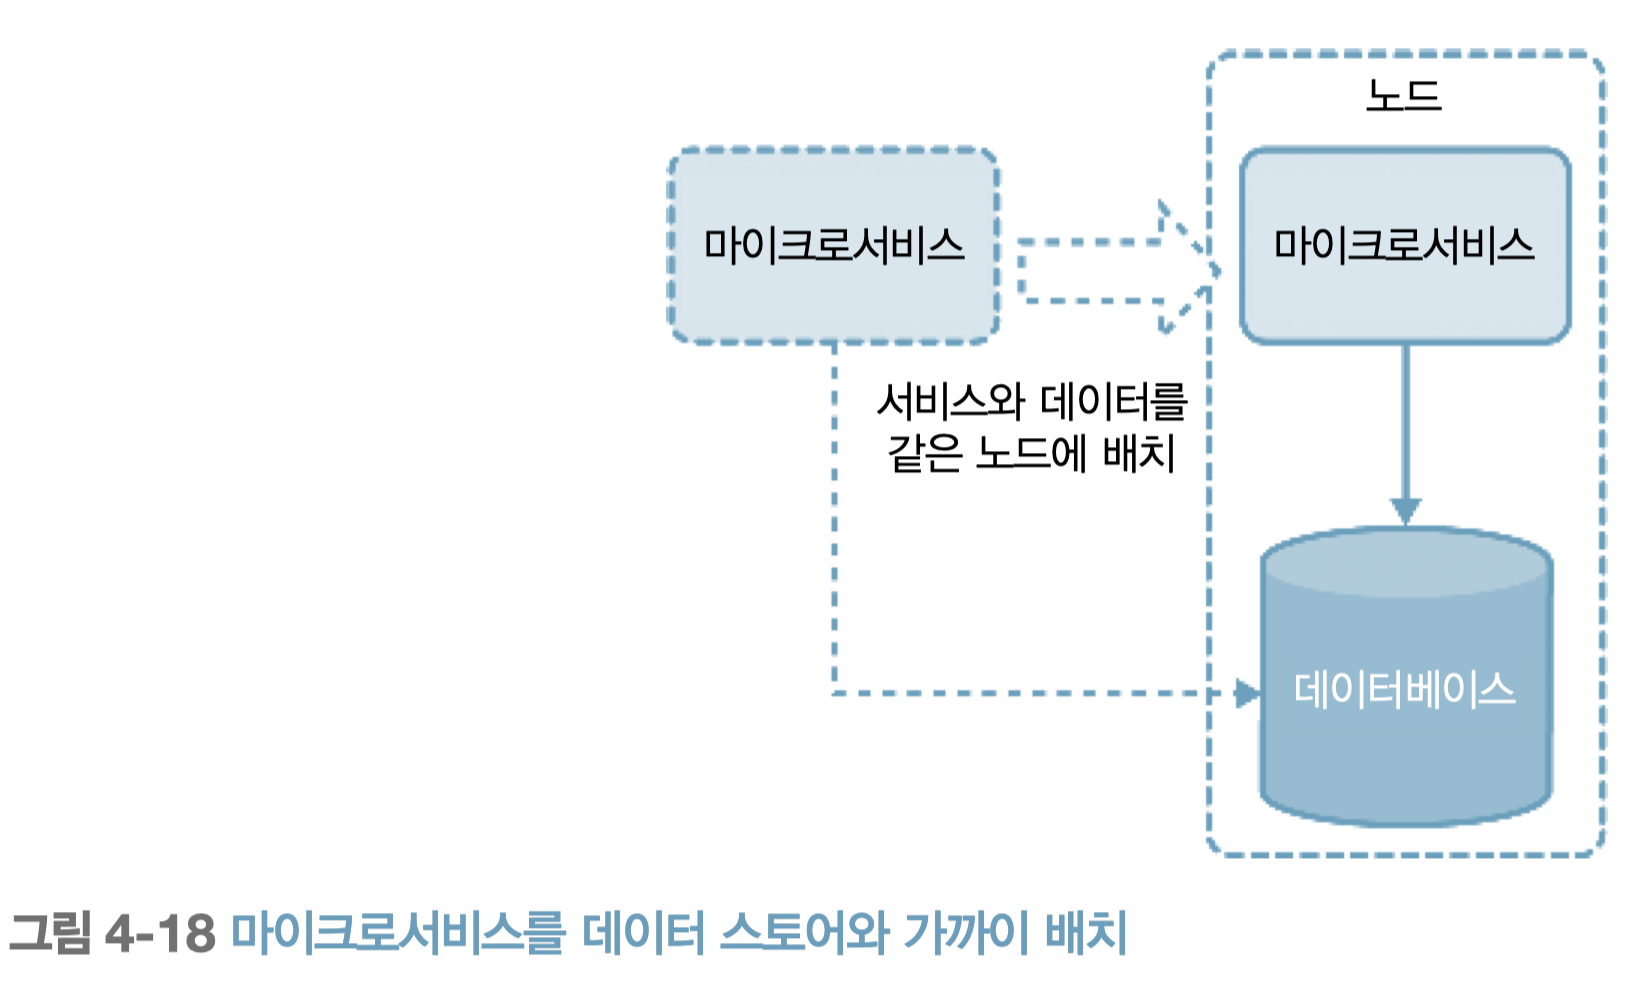 노드
마이크로서비스
마이크로서비스
서비스와 데이터를
같은 노드에 배치
데이터베이스
그림 4-18 마이크로서비스를 데이터 스토어와 가까이 배치